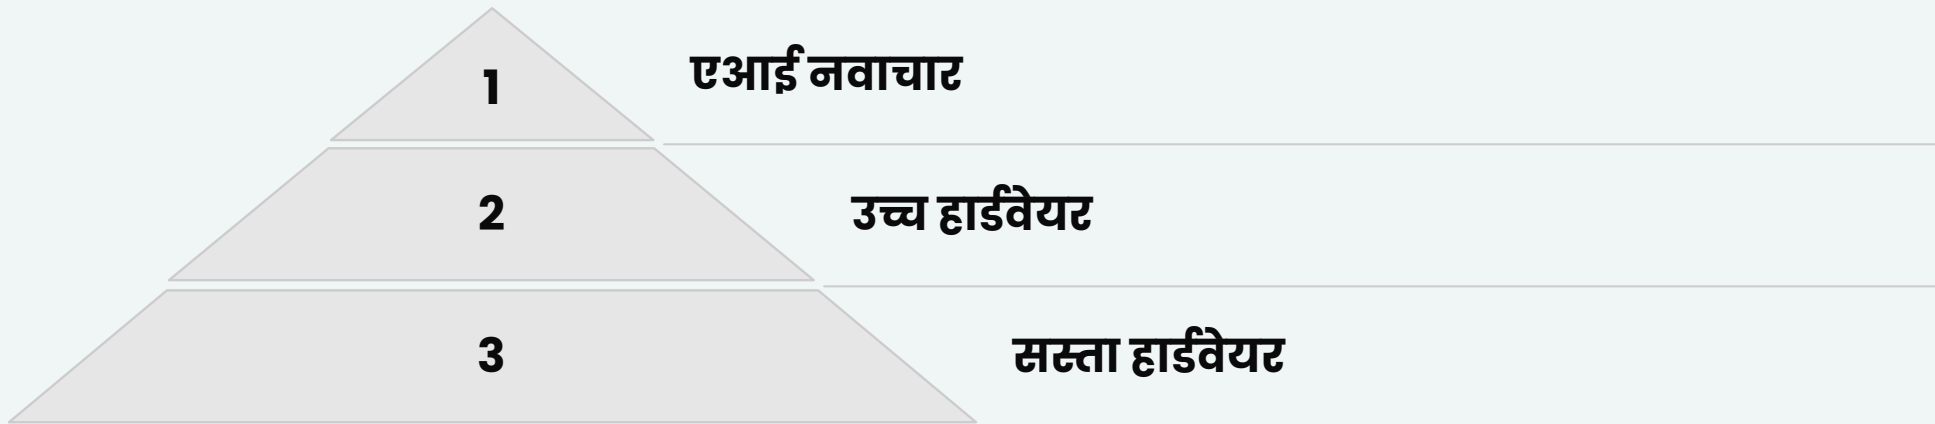 1
एआई नवाचार
2
उच्च हार्डवेयर
3
सस्ता हार्डवेयर